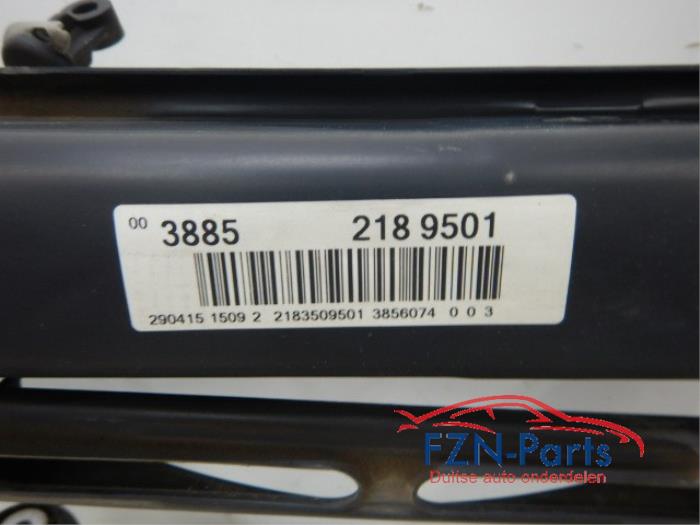 00 3885 218 9501
290415 1509 2 2183509501 3856074 0 0 3
FZN-Parts
Duitse auto onderdelen